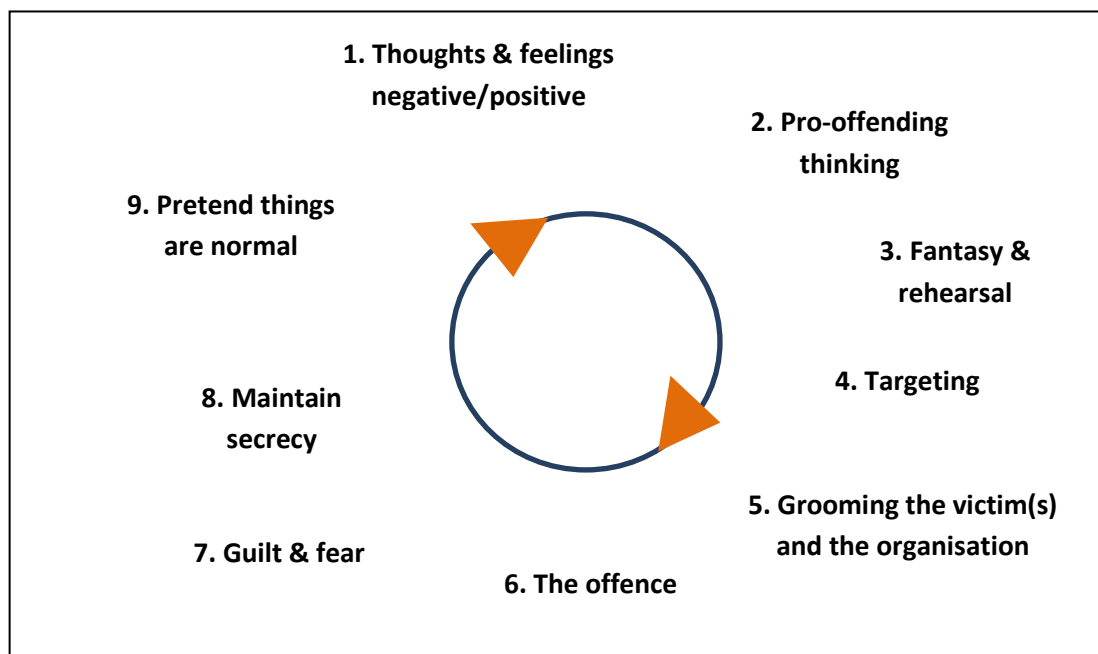 1. Thoughts & feelings
negative/positive
2. Pro-offending
thinking
3. Fantasy &
rehearsal
4. Targeting
5. Grooming the victim(s)
and the organisation
6. The offence
7. Guilt & fear
8. Maintain
secrecy
9. Pretend things
are normal